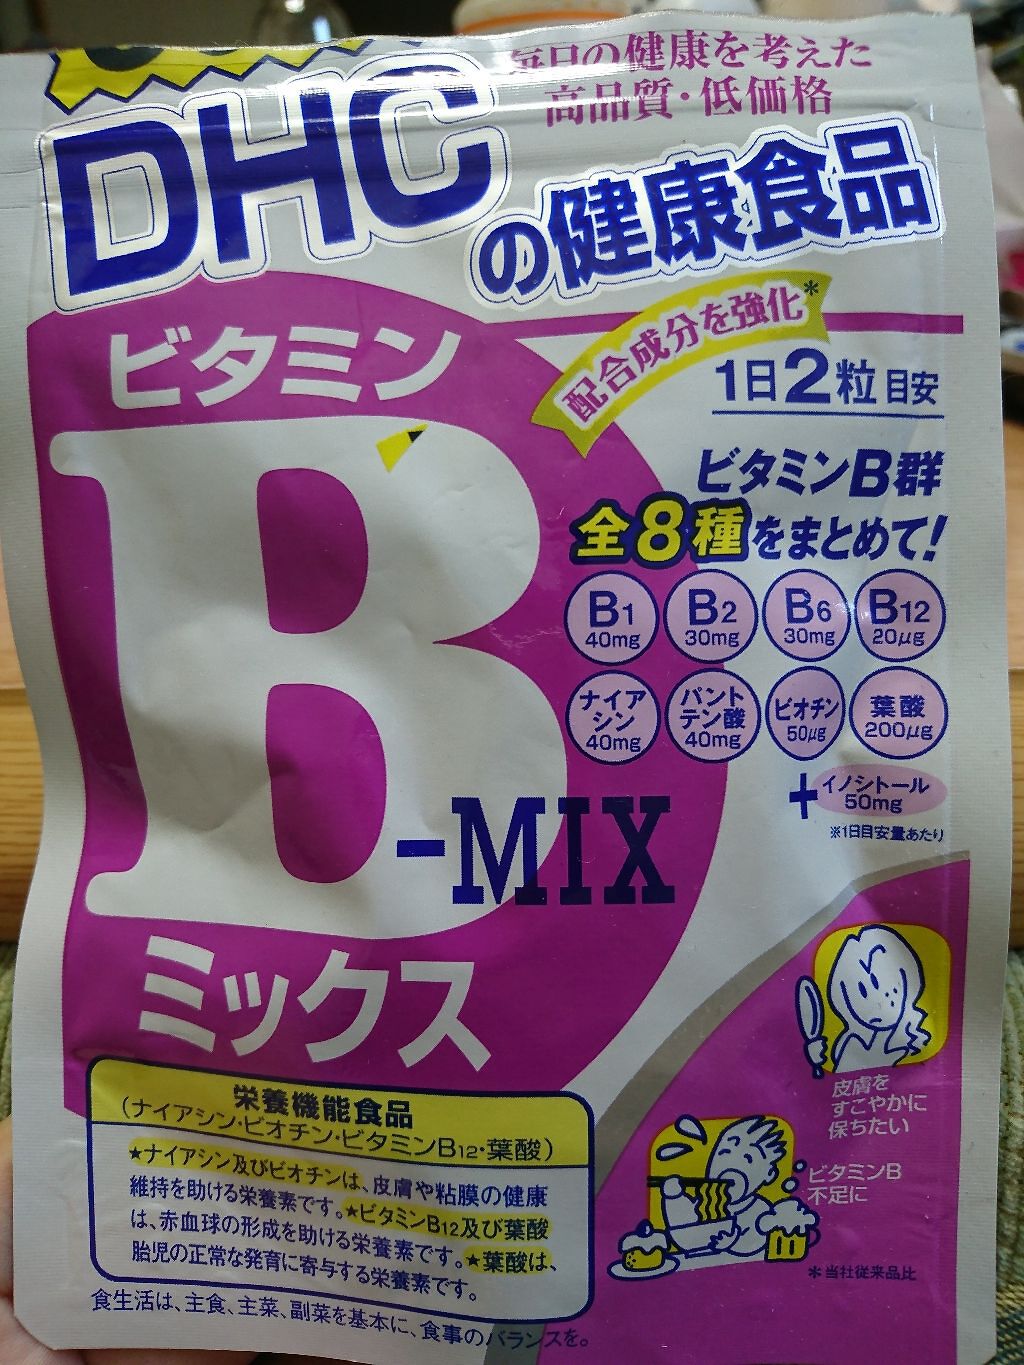 毎日の健康を考えた
高品質・低価格
DHC
の健康食品
配合成分を強化*
ビタミン
B
-MIX
ミックス
1日2粒目安
ビタミンB群
全8種をまとめて!
B1 40mg
B2 30mg
B6 30mg
B12 20μg
ナイアシン 40mg
パントテン酸 40mg
ビオチン 50μg
葉酸 200μg
+イノシトール 50mg
※1日目安量あたり
皮膚を
すこやかに
保ちたい
ビタミンB
不足に
*当社従来品比
栄養機能食品
(ナイアシン・ビオチン・ビタミンB12・葉酸)
★ナイアシン及びビオチンは、皮膚や粘膜の健康
維持を助ける栄養素です。★ビタミンB12及び葉酸
は、赤血球の形成を助ける栄養素です。★葉酸は、
胎児の正常な発育に寄与する栄養素です。
食生活は、主食、主菜、副菜を基本に、食事のバランスを。